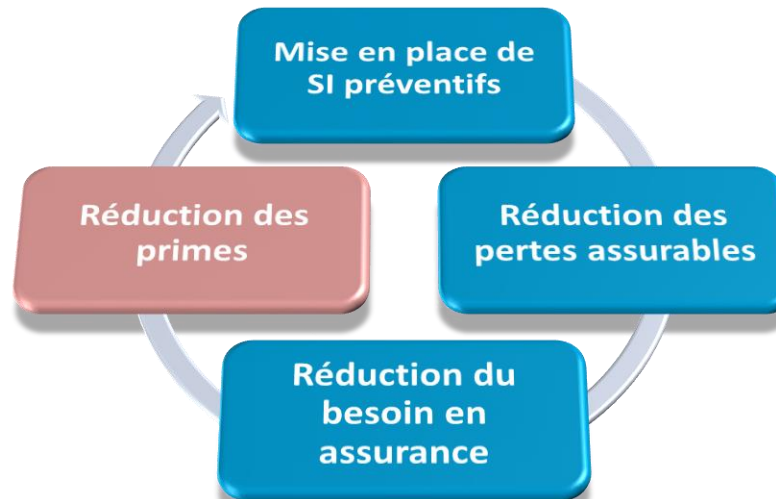 Mise en place de
SI préventifs
Réduction des
pertes assurables
Réduction du
besoin en
assurance
Réduction des
primes